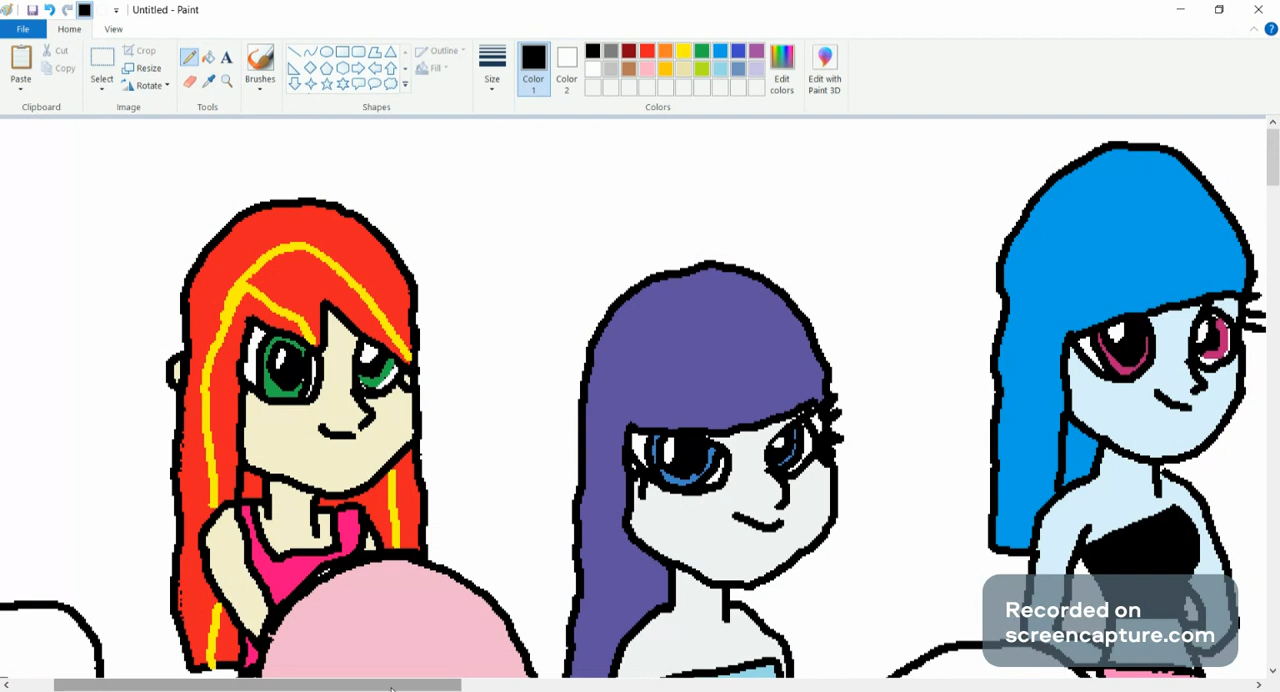 Untitled - Paint
File
Home
View
Paste
Cut
Copy
Clipboard
Select
Crop
Resize
Rotate
Image
Tools
Brushes
Shapes
Outline
Fill
Size
Color
1
Color
2
Edit
colors
Edit with
Paint 3D
Colors
Recorded on
screencapture.com